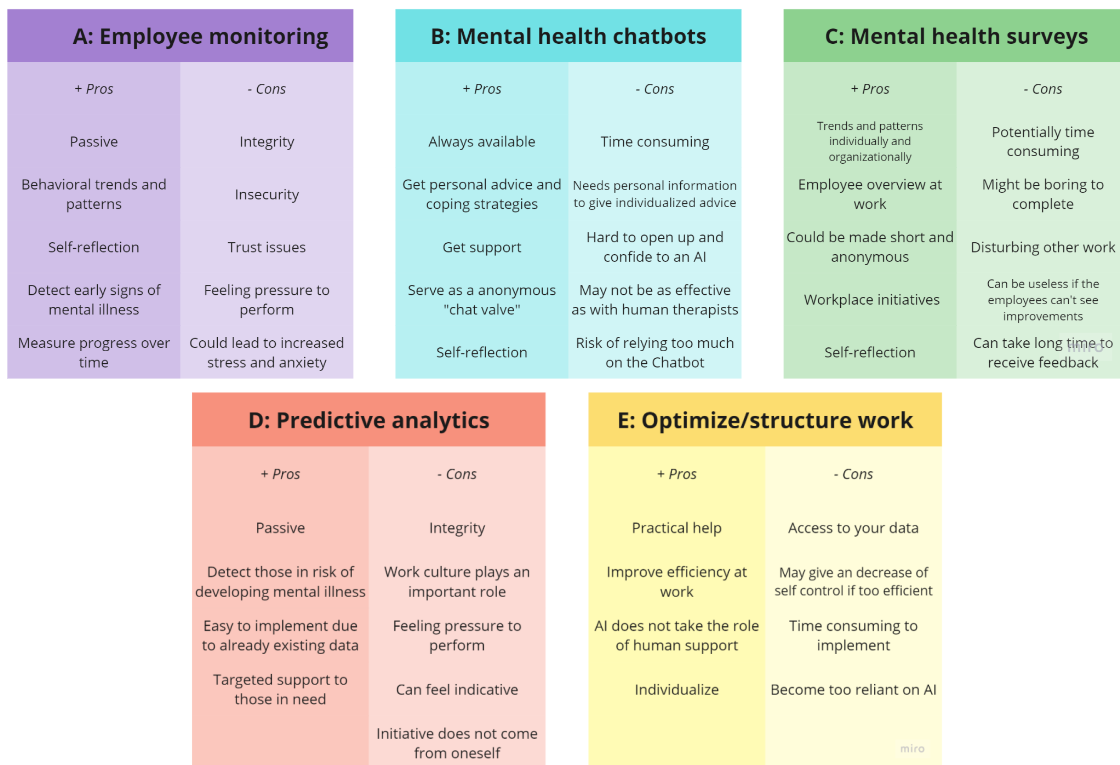 A: Employee monitoring
+ Pros
- Cons
Passive
Integrity
Behavioral trends and
patterns
Insecurity
Self-reflection
Trust issues
Detect early signs of
mental illness
Feeling pressure to
perform
Measure progress over
time
Could lead to increased
stress and anxiety
B: Mental health chatbots
+ Pros
- Cons
Always available
Time consuming
Get personal advice and
coping strategies
Needs personal information
to give individualized advice
Get support
Hard to open up and
confide to an AI
Serve as a anonymous
"chat valve"
May not be as effective
as with human therapists
Self-reflection
Risk of relying too much
on the Chatbot
C: Mental health surveys
+ Pros
- Cons
Trends and patterns
individually and
organizationally
Potentially time
consuming
Employee overview at
work
Might be boring to
complete
Could be made short and
anonymous
Disturbing other work
Workplace initiatives
Can be useless if the
employees can't see
improvements
Self-reflection
Can take long time to
receive feedback
miro
D: Predictive analytics
+ Pros
- Cons
Passive
Integrity
Detect those in risk of
developing mental illness
Work culture plays an
important role
Easy to implement due
to already existing data
Feeling pressure to
perform
Targeted support to
those in need
Can feel indicative
Initiative does not come
from oneself
E: Optimize/structure work
+ Pros
- Cons
Practical help
Access to your data
Improve efficiency at
work
May give an decrease of
self control if too efficient
AI does not take the role
of human support
Time consuming to
implement
Individualize
Become too reliant on AI
miro